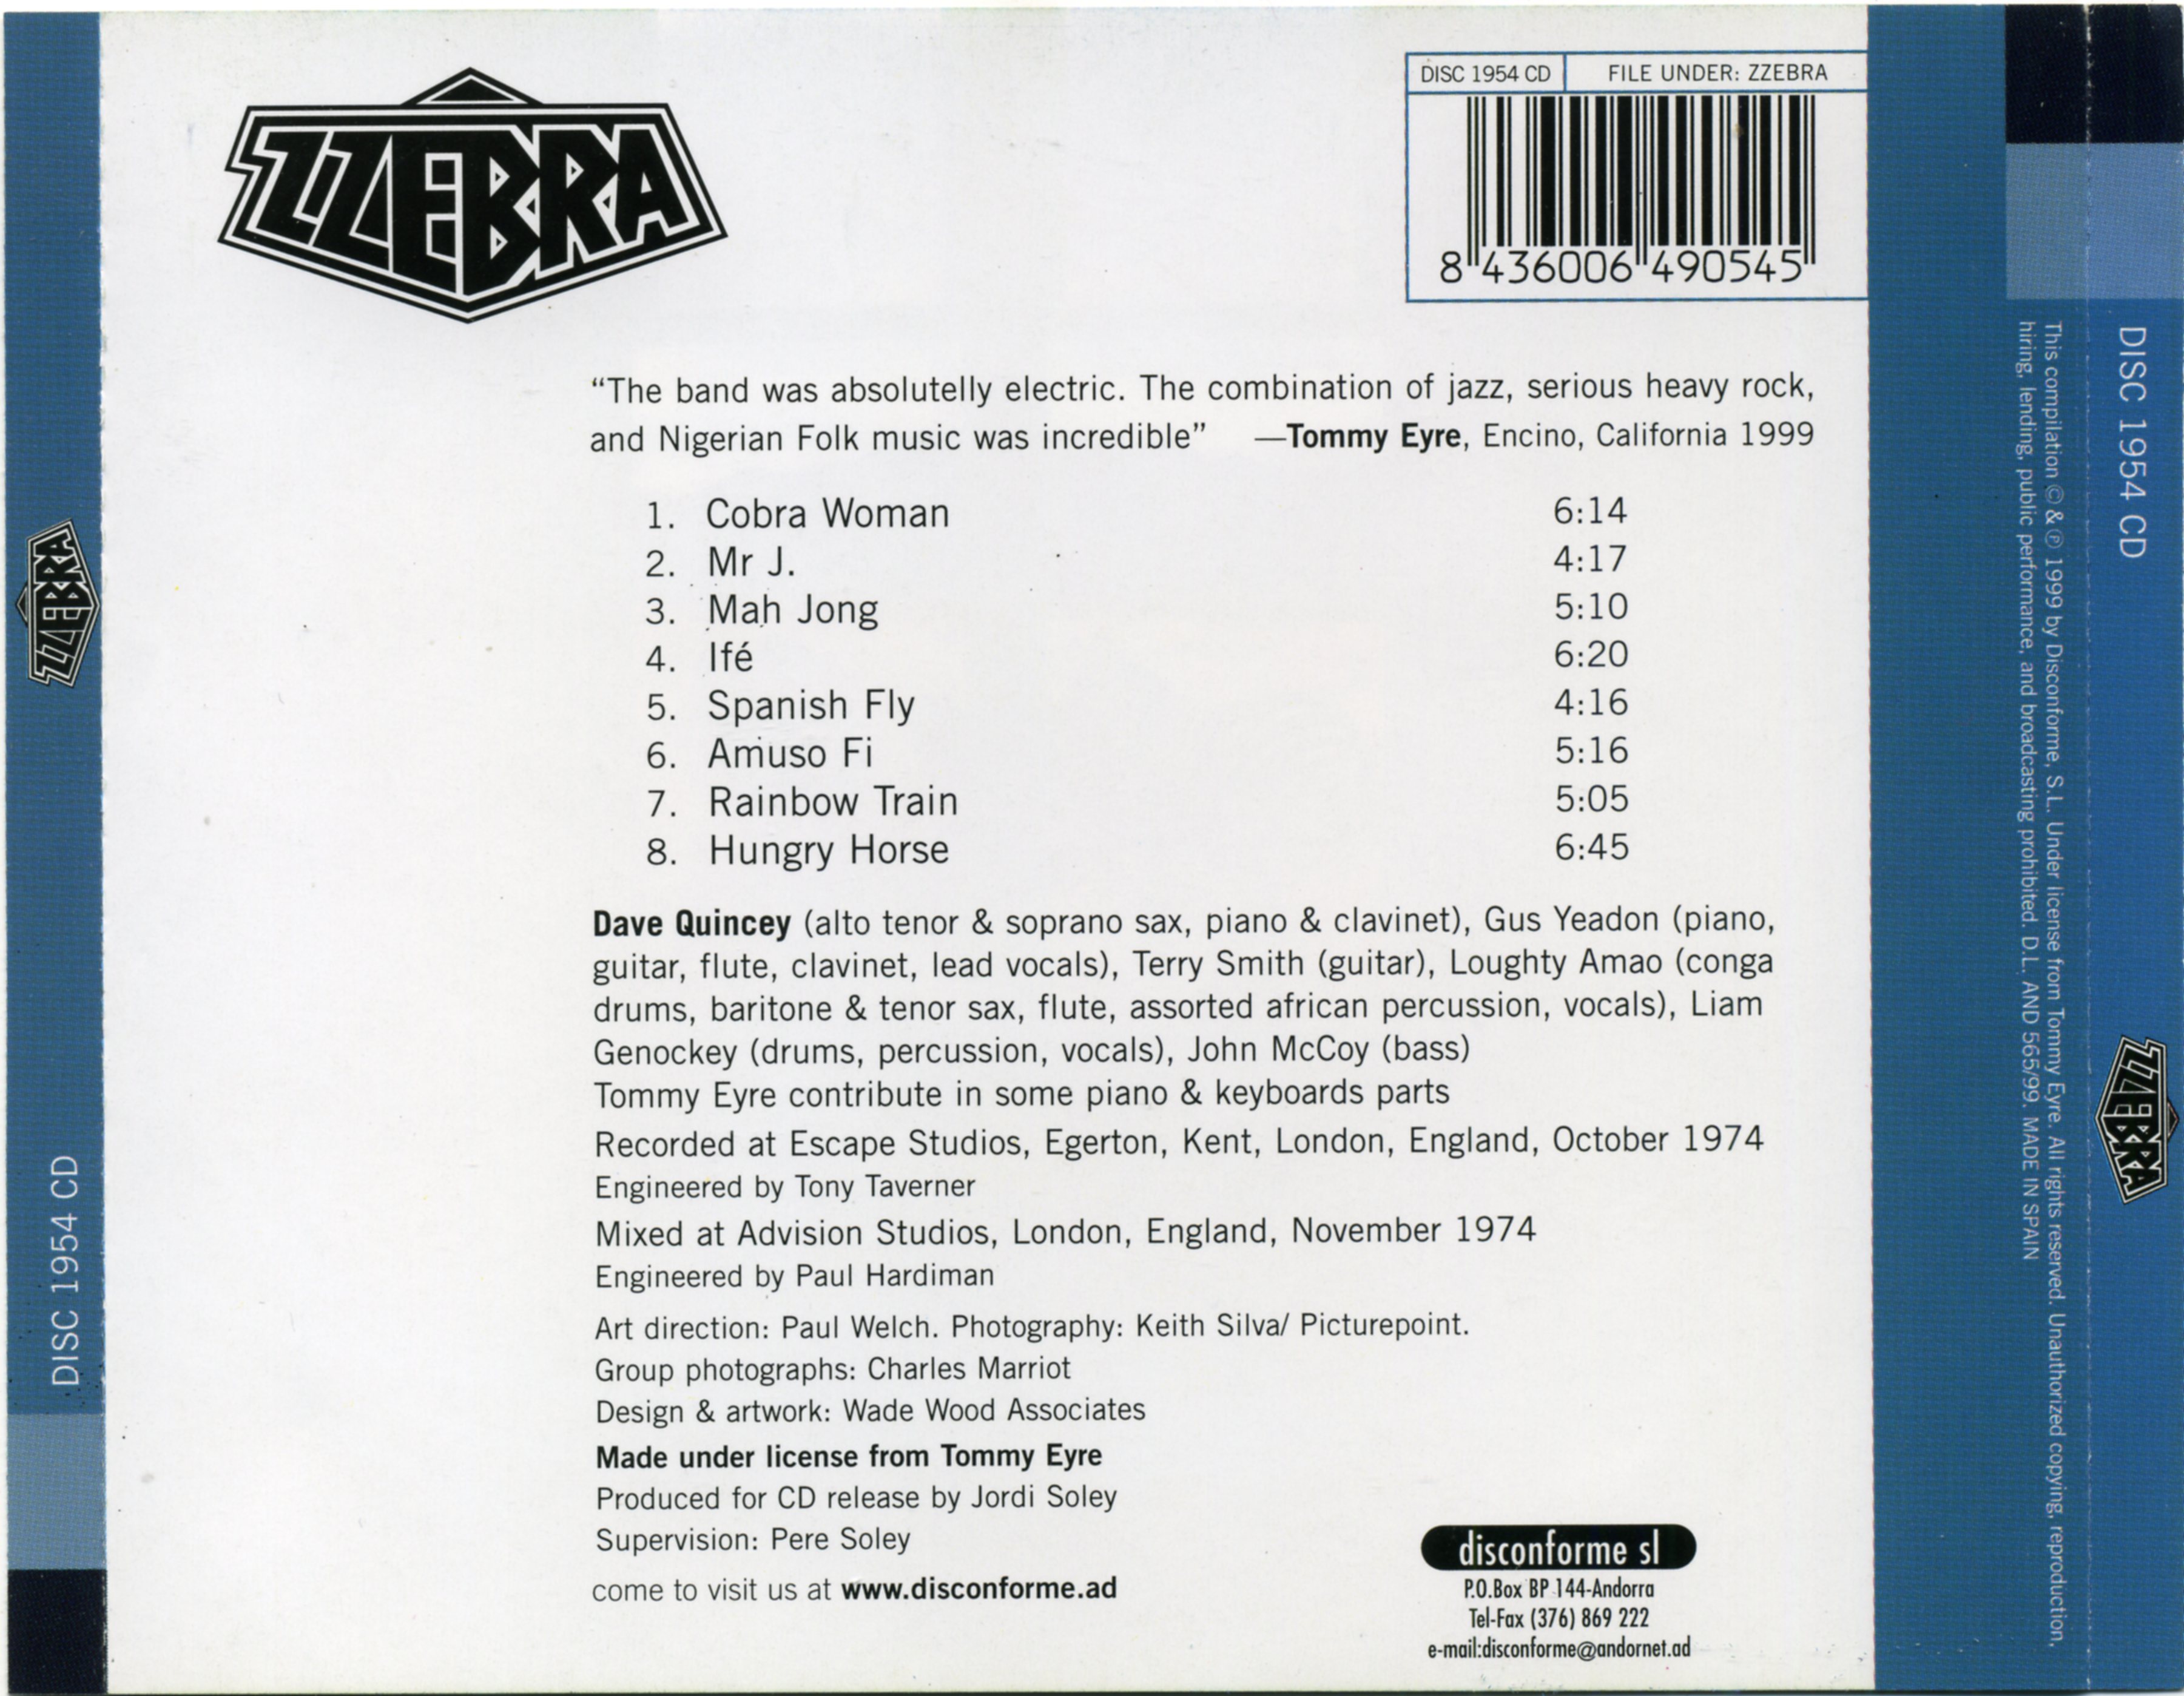 ZZEBRA
DISC 1954 CD
FILE UNDER: ZZEBRA
8 436006 490545
“The band was absolutelly electric. The combination of jazz, serious heavy rock,
and Nigerian Folk music was incredible” —Tommy Eyre, Encino, California 1999
1. Cobra Woman 6:14
2. Mr J. 4:17
3. Mah Jong 5:10
4. Ifé 6:20
5. Spanish Fly 4:16
6. Amuso Fi 5:16
7. Rainbow Train 5:05
8. Hungry Horse 6:45
Dave Quincey (alto tenor & soprano sax, piano & clavinet), Gus Yeadon (piano,
guitar, flute, clavinet, lead vocals), Terry Smith (guitar), Loughty Amao (conga
drums, baritone & tenor sax, flute, assorted african percussion, vocals), Liam
Genockey (drums, percussion, vocals), John McCoy (bass)
Tommy Eyre contribute in some piano & keyboards parts
Recorded at Escape Studios, Egerton, Kent, London, England, October 1974
Engineered by Tony Taverner
Mixed at Advision Studios, London, England, November 1974
Engineered by Paul Hardiman
Art direction: Paul Welch. Photography: Keith Silva/ Picturepoint.
Group photographs: Charles Marriot
Design & artwork: Wade Wood Associates
Made under license from Tommy Eyre
Produced for CD release by Jordi Soley
Supervision: Pere Soley
come to visit us at www.disconforme.ad
disconforme sl
P.O.Box BP 144-Andorra
Tel-Fax (376) 869 222
e-mail:disconforme@andornet.ad
ZZEBRA
DISC 1954 CD
This compilation © & ℗ 1999 by Disconforme, S.L. Under license from Tommy Eyre. All rights reserved. Unauthorized copying, reproduction,
hiring, lending, public performance, and broadcasting prohibited. D.L. AND 565/99. MADE IN SPAIN
DISC 1954 CD
ZZEBRA